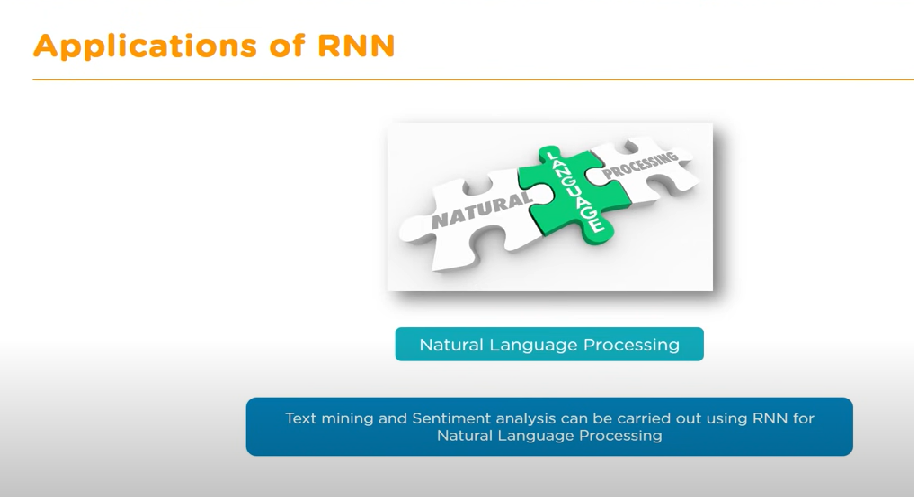 Applications of RNN
NATURAL
LANGUAGE
PROCESSING
Natural Language Processing
Text mining and Sentiment analysis can be carried out using RNN for
Natural Language Processing